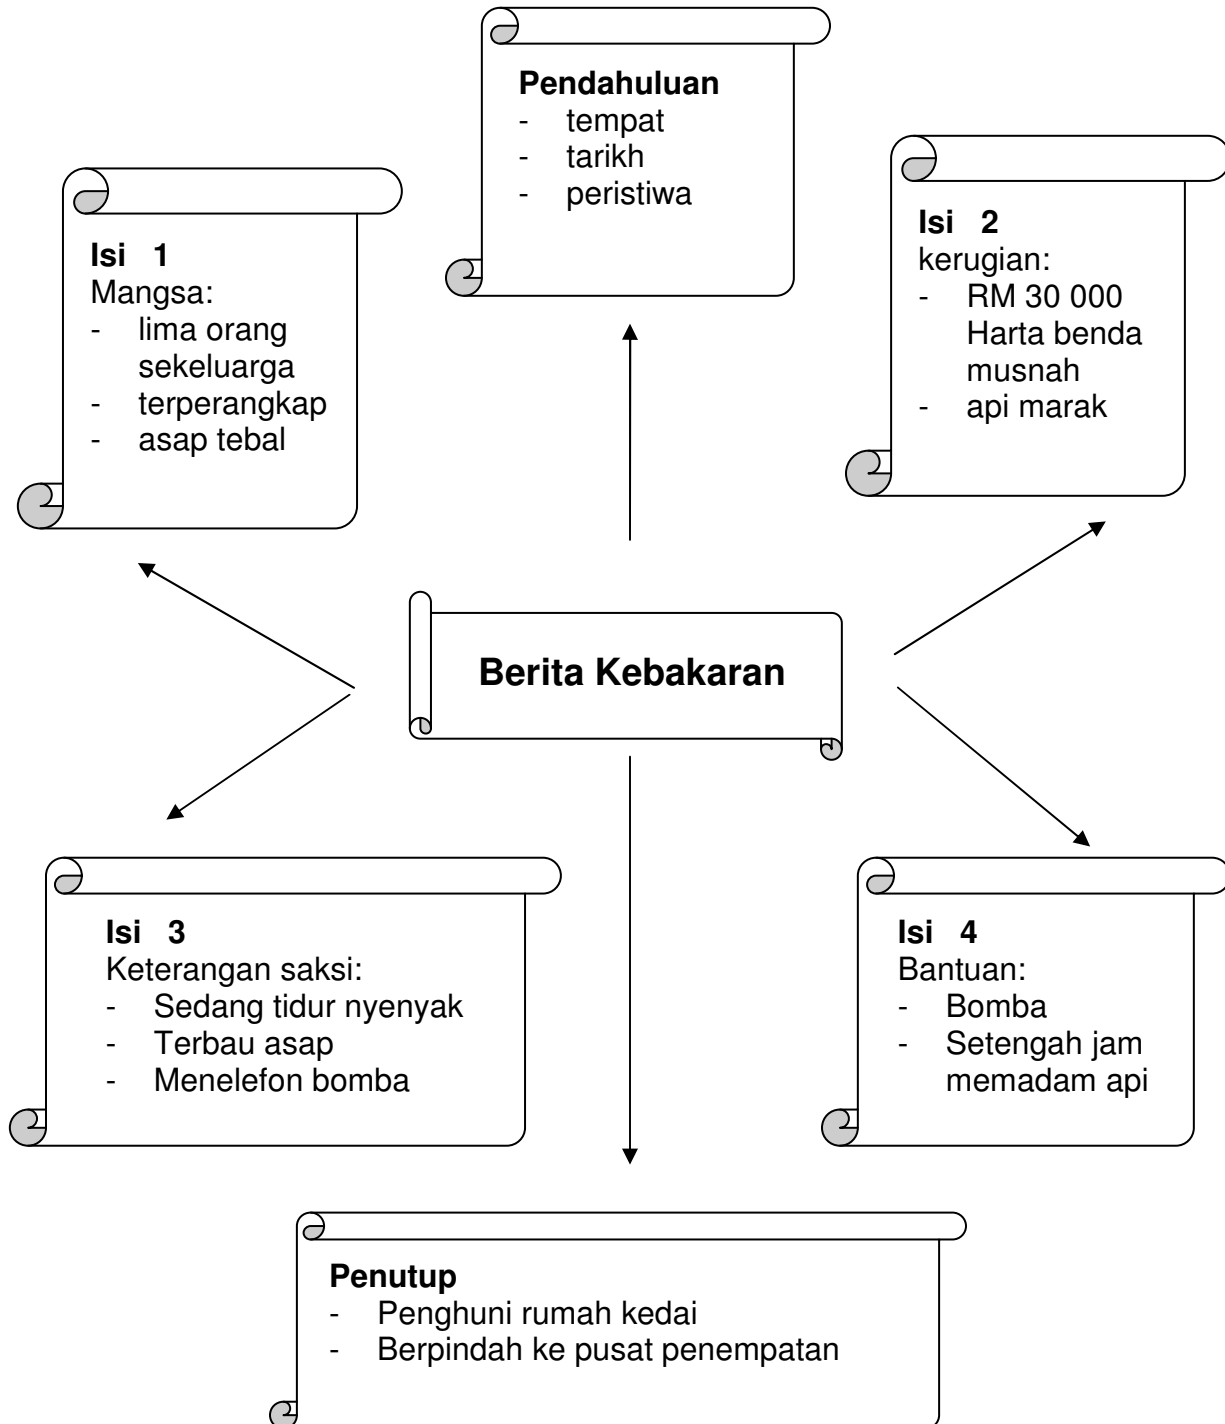 Pendahuluan
- tempat
- tarikh
- peristiwa
Isi 1
Mangsa:
- lima orang
sekeluarga
- terperangkap
- asap tebal
Isi 2
kerugian:
- RM 30 000
Harta benda
musnah
- api marak
Berita Kebakaran
Isi 3
Keterangan saksi:
- Sedang tidur nyenyak
- Terbau asap
- Menelefon bomba
Isi 4
Bantuan:
- Bomba
- Setengah jam
memadam api
Penutup
- Penghuni rumah kedai
- Berpindah ke pusat penempatan